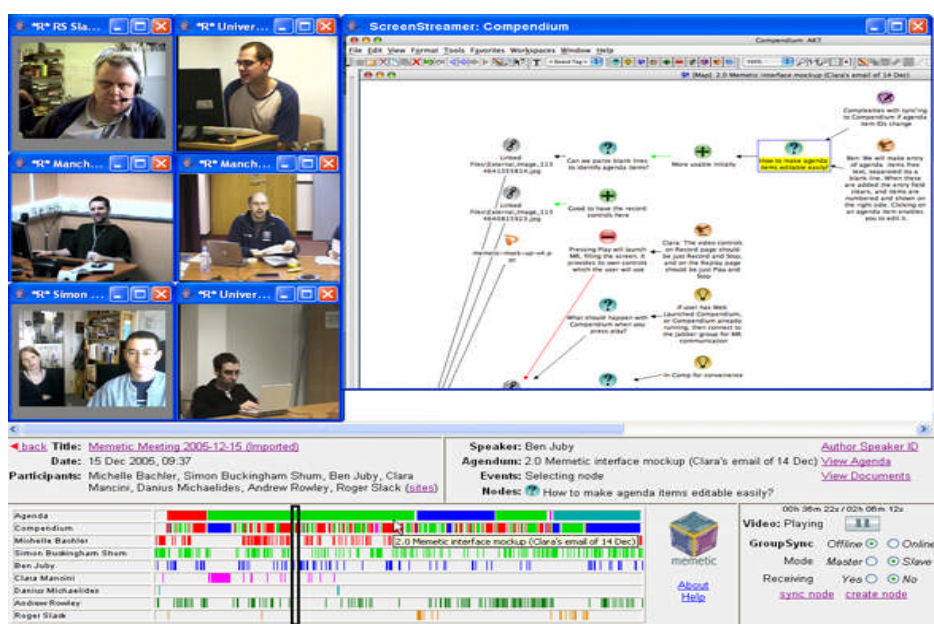 *R* RS Sla...
*R* Univer...
ScreenStreamer: Compendium
Compendium: AKT
File Edit View Format Tools Favorites Workspaces Window Help
[Map]: 2.0 Memetic interface mockup (Clara's email of 14 Dec)
Complexities with sync'ing
to Compendium if agenda
item IDs change
Linked
Can we parse blank lines
to identify agenda items?
More usable initially
How to make agenda
items editable easily?
Ben: We will make entry
of agenda items free
text, separated by a
blank line. When these
are added the entry field
clears, and items are
numbered and shown on
the right side. Clicking on
an agenda item enables
you to edit it.
*R* Manch...
*R* Manch...
Linked
Good to have the record
controls here
memetic-mock-up-v4.p
pt
Pressing Play will launch
MR, filling the screen. It
provides its own controls
which the user will use
Clara: The video controls
on Record page should
be just Record and Stop,
and on the Replay page
should be just Play and
Stop
*R* Simon ...
*R* Univer...
What should happen with
Compendium when you
press play?
If user has Web
Launched Compendium,
or Compendium already
running, then connect to
the Jabber group for MR
communication
In Comp for convenience
back Title: Memetic Meeting 2005-12-15 (Imported)
Date: 15 Dec 2005, 09:37
Participants: Michelle Bachler, Simon Buckingham Shum, Ben Juby, Clara
Mancini, Danius Michaelides, Andrew Rowley, Roger Slack (sites)
Speaker: Ben Juby
Author Speaker ID
Agendum: 2.0 Memetic interface mockup (Clara's email of 14 Dec)
View Agenda
Events: Selecting node
View Documents
Nodes: How to make agenda items editable easily?
Agenda
Compendium
Michelle Bachler
2.0 Memetic interface mockup (Clara's email of 14 Dec)
Simon Buckingham Shum
Ben Juby
Clara Mancini
Danius Michaelides
Andrew Rowley
Roger Slack
memetic
About
Help
00h 36m 22s / 02h 06m 12s
Video: Playing
GroupSync Offline Online
Mode Master Slave
Receiving Yes No
sync node create node